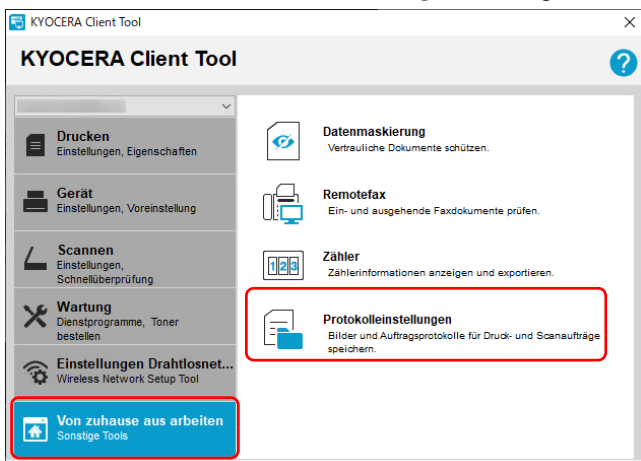 KYOCERA Client Tool
KYOCERA Client Tool
?
Drucken
Einstellungen, Eigenschaften
Gerät
Einstellungen, Voreinstellung
Scannen
Einstellungen,
Schnellüberprüfung
Wartung
Dienstprogramme, Toner
bestellen
Einstellungen Drahtlosnet...
Wireless Network Setup Tool
Von zuhause aus arbeiten
Sonstige Tools
Datenmaskierung
Vertrauliche Dokumente schützen.
Remotefax
Ein- und ausgehende Faxdokumente prüfen.
123
Zähler
Zählerinformationen anzeigen und exportieren.
Protokolleinstellungen
Bilder und Auftragsprotokolle für Druck- und Scanaufträge
speichern.